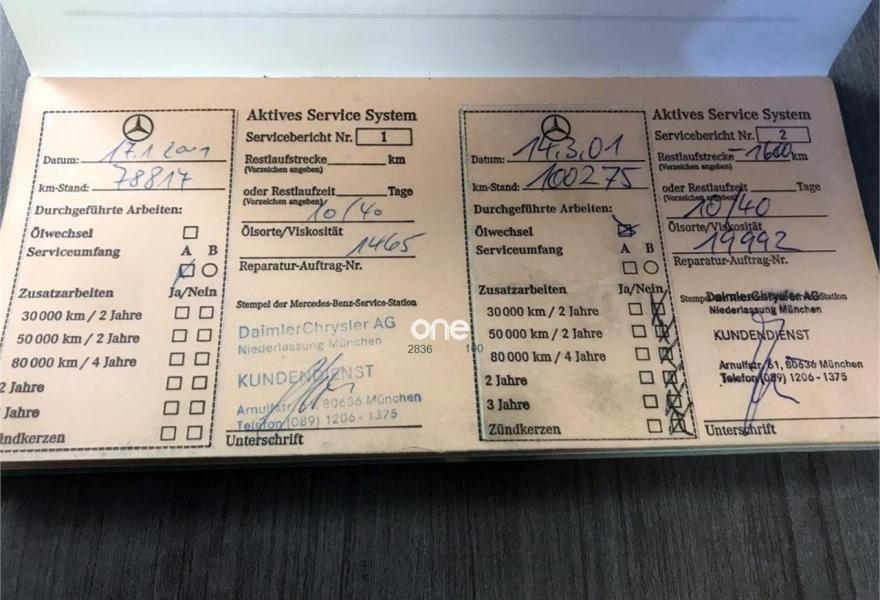 Aktives Service System
Servicebericht Nr. 1
Datum: 17.1.2001
Restlaufstrecke km
(Vorzeichen angeben)
km-Stand: 78817
oder Restlaufzeit Tage
(Vorzeichen angeben)
Durchgeführte Arbeiten:
10/40
Ölwechsel
Ölsorte/Viskosität
Serviceumfang A B
1465
Reparatur-Auftrag-Nr.
Zusatzarbeiten Ja/Nein
30 000 km / 2 Jahre
50 000 km / 2 Jahre
80 000 km / 4 Jahre
2 Jahre
Jahre
ündkerzen
Stempel der Mercedes-Benz-Service-Station
DaimlerChrysler AG
Niederlassung München
KUNDENDIENST
Arnulfstr. 61, 80636 München
Telefon (089) 1206 - 1375
Unterschrift
Aktives Service System
Servicebericht Nr. 2
Datum: 14.3.01
Restlaufstrecke -1600 km
(Vorzeichen angeben)
km-Stand: 100275
oder Restlaufzeit Tage
(Vorzeichen angeben)
Durchgeführte Arbeiten:
10/40
Ölwechsel
Ölsorte/Viskosität
Serviceumfang A B
19992
Reparatur-Auftrag-Nr.
Zusatzarbeiten Ja/Nein
30 000 km / 2 Jahre
50 000 km / 2 Jahre
80 000 km / 4 Jahre
2 Jahre
3 Jahre
Zündkerzen
DaimlerChrysler AG
Niederlassung München
KUNDENDIENST
Arnulfstr. 61, 80636 München
Telefon (089) 1206 - 1375
Unterschrift
one
2836 100